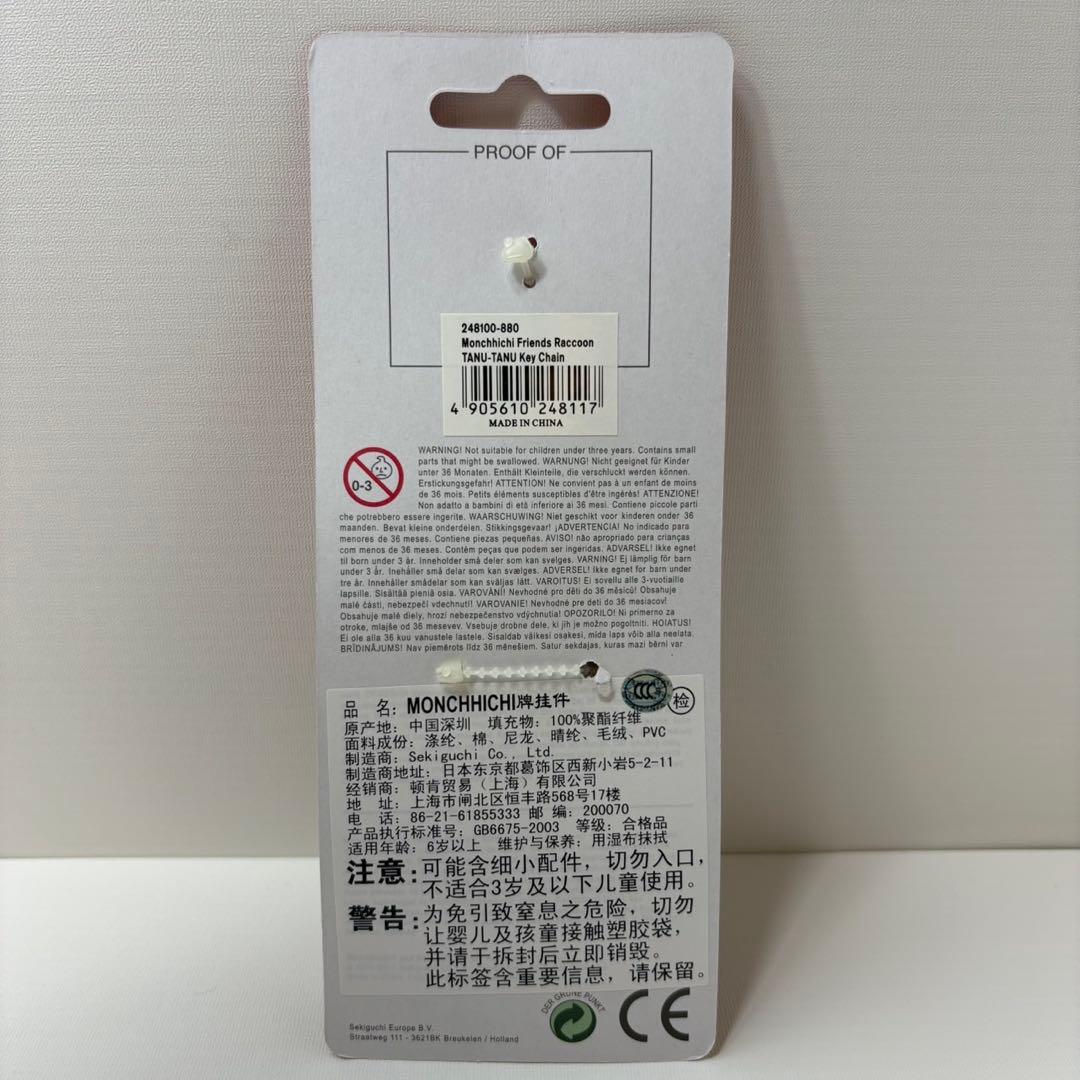 PROOF OF
248100-880
Monchhichi Friends Raccoon
TANU-TANU Key Chain
4 905610 248117
MADE IN CHINA
0-3
WARNING! Not suitable for children under three years. Contains small
parts that might be swallowed. WARNUNG! Nicht geeignet für Kinder
unter 36 Monaten. Enthält Kleinteile, die verschluckt werden können.
Erstickungsgefahr! ATTENTION! Ne convient pas à un enfant de moins
de 36 mois. Petits éléments susceptibles d'être ingérés! ATTENZIONE!
Non adatto a bambini di età inferiore ai 36 mesi. Contiene piccole parti
che potrebbero essere ingerite. WAARSCHUWING! Niet geschikt voor kinderen onder 36
maanden. Bevat kleine onderdelen. Stikkingsgevaar! ¡ADVERTENCIA! No indicado para
menores de 36 meses. Contiene piezas pequeñas. AVISO! não apropriado para crianças
com menos de 36 meses. Contém peças que podem ser ingeridas. ADVARSEL! Ikke egnet
til born under 3 år. Inneholder små deler som kan svelges. VARNING! Ej lämplig för barn
under 3 år. Inehåller små delar som kan svælges. ADVERSEL! Ikke egnet for barn under
tre år. Innehåller smådelar som kan sväljas lätt. VAROITUS! Ei sovellu alle 3-vuotiaille
lapsille. Sisältää pieniä osia. VAROVÁNÍ! Nevhodné pro děti do 36 měsíců! Obsahuje
malé části, nebezpečí vdechnutí! VAROVANIE! Nevhodné pre deti do 36 mesiacov!
Obsahuje malé diely, hrozí nebezpečenstvo vdýchnutia! OPOZORILO! Ni primerno za
otroke, mlajše od 36 mesevev. Vsebuje drobne dele, ki jih je možno pogoltniti. HOIATUS!
Ei ole alla 36 kuu vanustele lastele. Sisaldab väikesi osakesi, mida laps võib alla neelata.
BRĪDINĀJUMS! Nav piemērots līdz 36 mēnešiem. Satur sekdajas, kuras mazi bērni var
CCC
检
品 名: MONCHHICHI牌挂件
原产地: 中国深圳 填充物: 100%聚酯纤维
面料成份: 涤纶、棉、尼龙、晴纶、毛绒、PVC
制造商: Sekiguchi Co., Ltd.
制造商地址: 日本东京都葛饰区西新小岩5-2-11
经销商: 顿肯贸易（上海）有限公司
地 址: 上海市闸北区恒丰路568号17楼
电 话: 86-21-61855333 邮 编: 200070
产品执行标准号: GB6675-2003 等级: 合格品
适用年龄: 6岁以上 维护与保养: 用湿布抹拭
注意:可能含细小配件，切勿入口，
不适合3岁及以下儿童使用。
警告:为免引致窒息之危险，切勿
让婴儿及孩童接触塑胶袋，
并请于拆封后立即销毁。
此标签含重要信息，请保留。
DER GRÜNE PUNKT
CE
Sekiguchi Europe B.V.
Straatweg 111 - 3621BK Breukelen / Holland